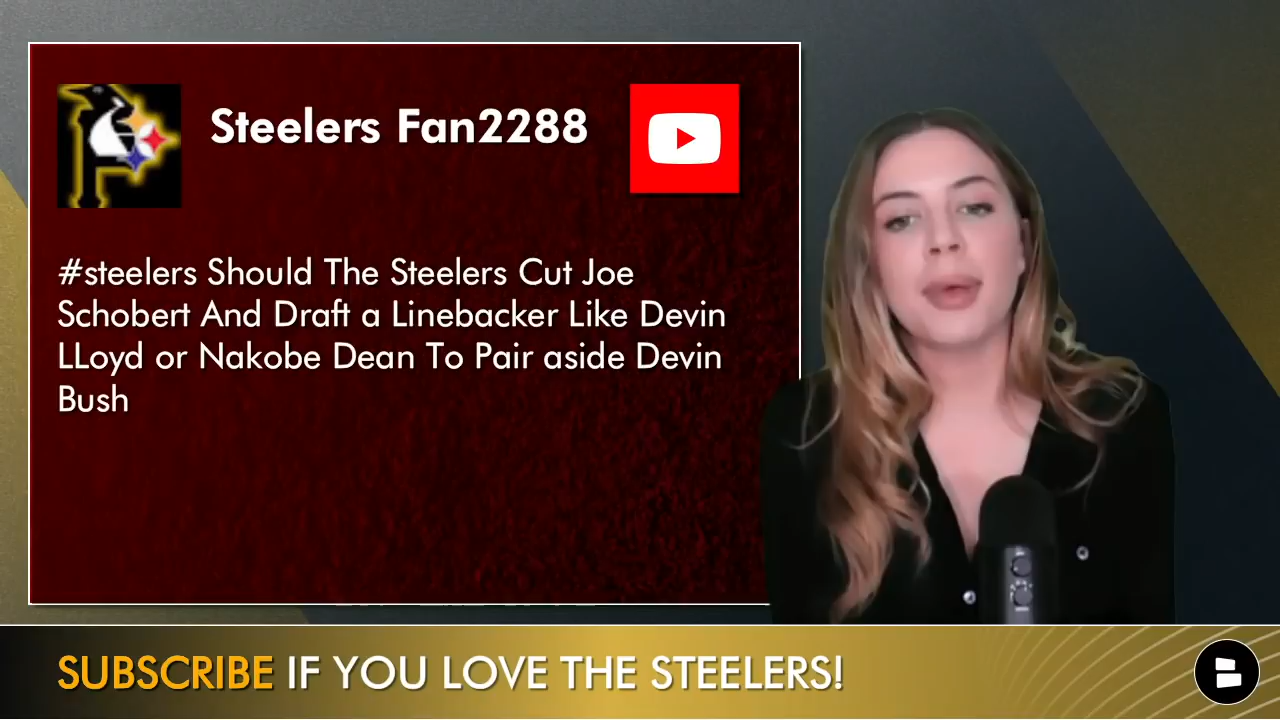 Steelers Fan2288
#steelers Should The Steelers Cut Joe
Schobert And Draft a Linebacker Like Devin
LLoyd or Nakobe Dean To Pair aside Devin
Bush
SUBSCRIBE IF YOU LOVE THE STEELERS!